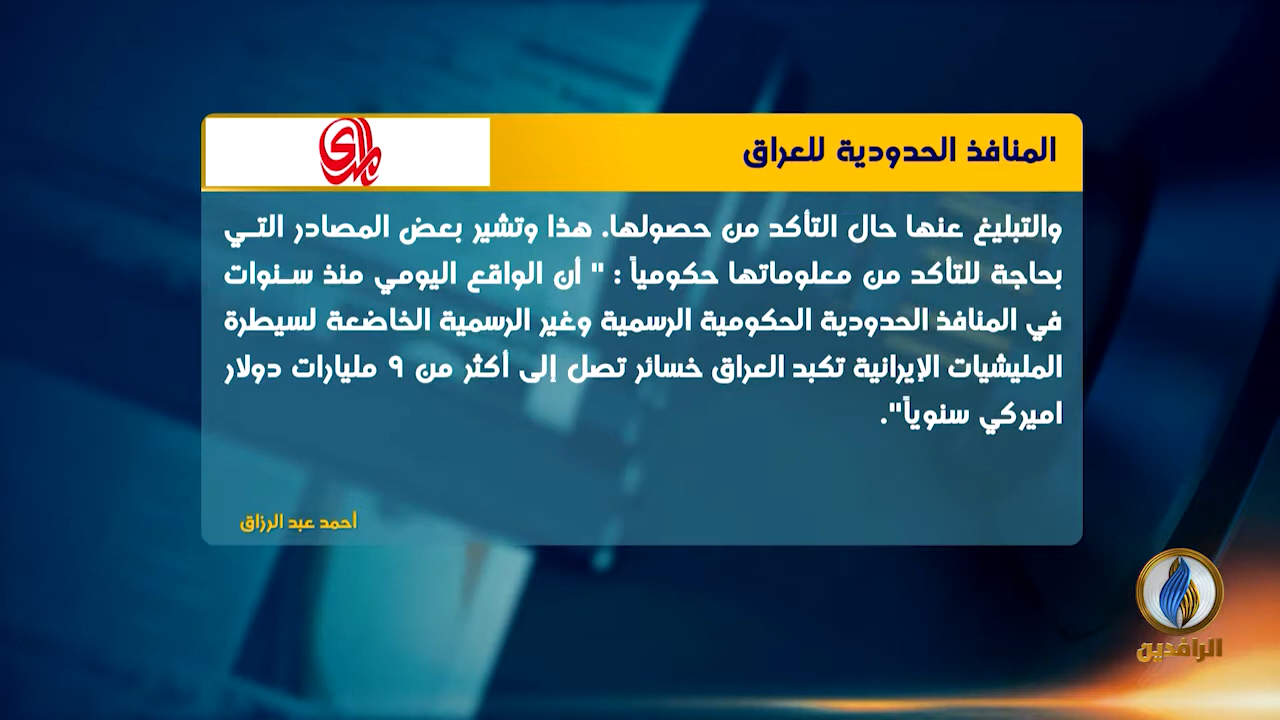 المنافذ الحدودية للعراق
المدى
والتبليغ عنها حال التأكد من حصولها. هذا وتشير بعض المصادر التي
بحاجة للتأكد من معلوماتها حكومياً : " أن الواقع اليومي منذ سنوات
في المنافذ الحدودية الحكومية الرسمية وغير الرسمية الخاضعة لسيطرة
المليشيات الإيرانية تكبد العراق خسائر تصل إلى أكثر من ٩ مليارات دولار
اميركي سنوياً".
أحمد عبد الرزاق
الرافدين